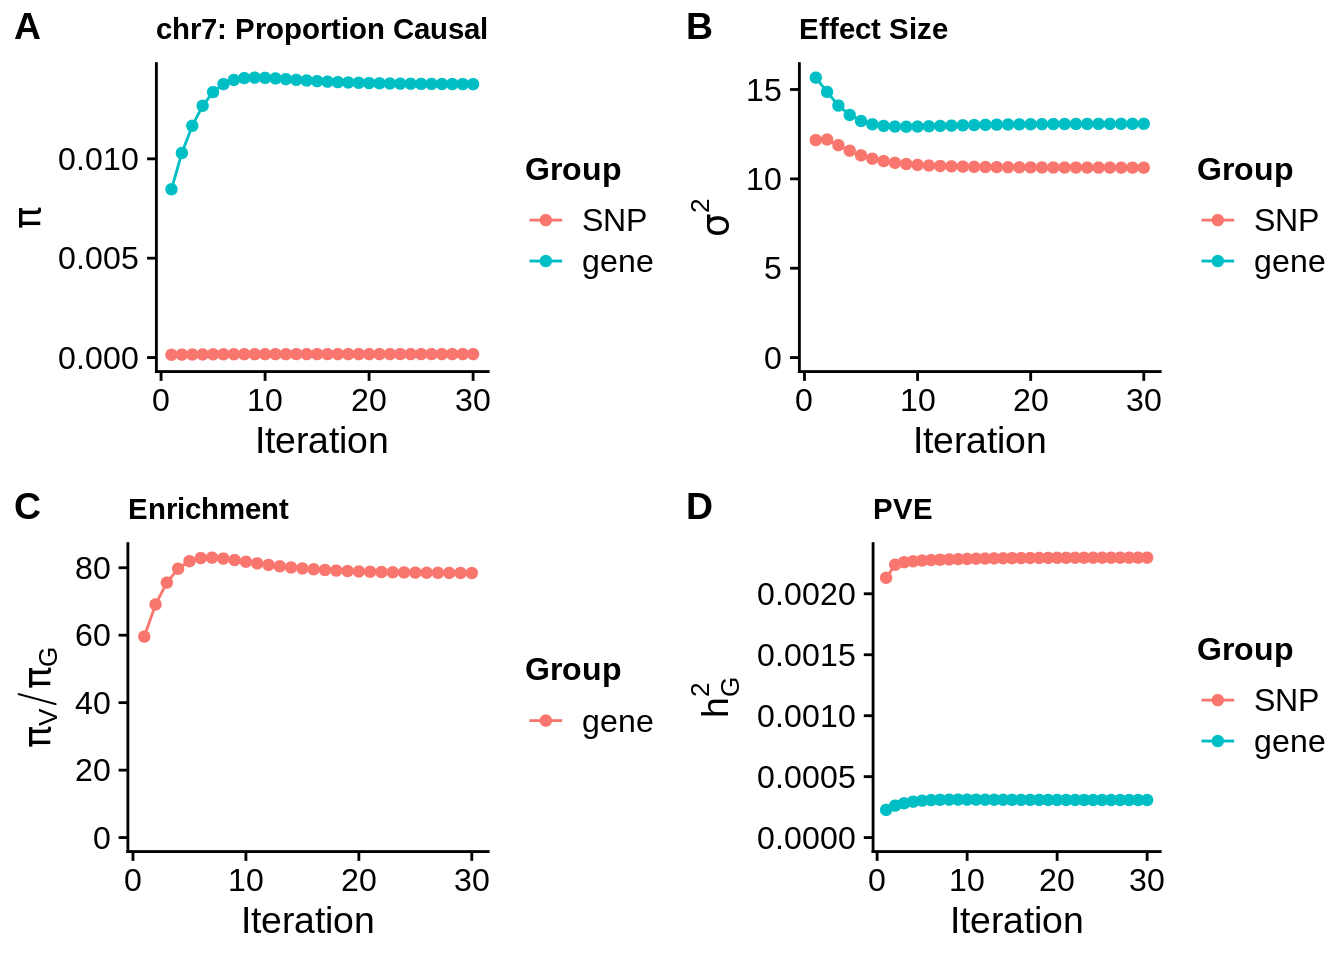 A
chr7: Proportion Causal
0.010
0.005
0.000
π
0 10 20 30
Iteration
Group
SNP
gene
B
Effect Size
15
10
5
0
σ²
0 10 20 30
Iteration
Group
SNP
gene
C
Enrichment
80
60
40
20
0
π_V/π_G
0 10 20 30
Iteration
Group
gene
D
PVE
0.0020
0.0015
0.0010
0.0005
0.0000
h²_G
0 10 20 30
Iteration
Group
SNP
gene